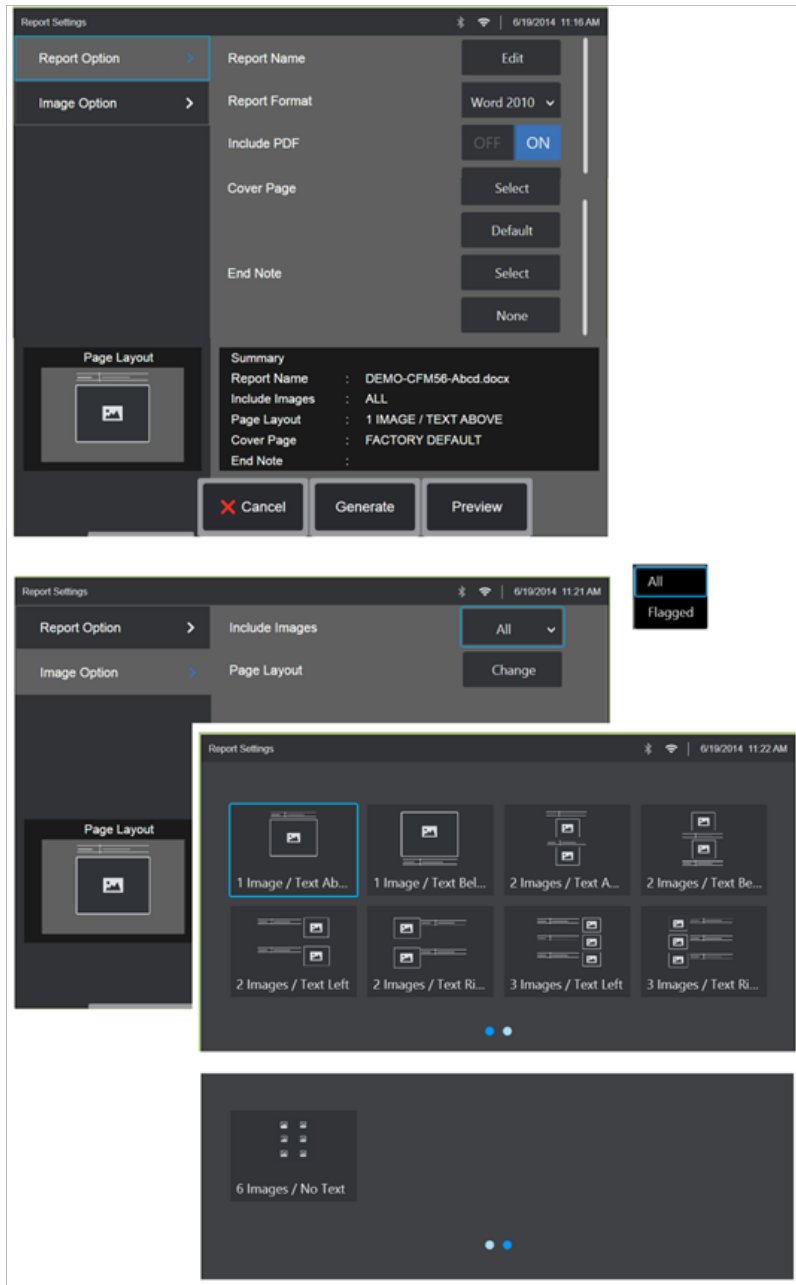 Report Settings
6/19/2014 11:16 AM
Report Option
Report Name
Edit
Image Option
Report Format
Word 2010
Include PDF
OFF ON
Cover Page
Select
Default
End Note
Select
None
Page Layout
Summary
Report Name : DEMO-CFM56-Abcd.docx
Include Images : ALL
Page Layout : 1 IMAGE / TEXT ABOVE
Cover Page : FACTORY DEFAULT
End Note :
Cancel
Generate
Preview
All
Flagged
Report Settings
6/19/2014 11:21 AM
Report Option
Include Images
All
Image Option
Page Layout
Change
Page Layout
Report Settings
6/19/2014 11:22 AM
1 Image / Text Ab...
1 Image / Text Bel...
2 Images / Text A...
2 Images / Text Be...
2 Images / Text Left
2 Images / Text Ri...
3 Images / Text Left
3 Images / Text Ri...
6 Images / No Text